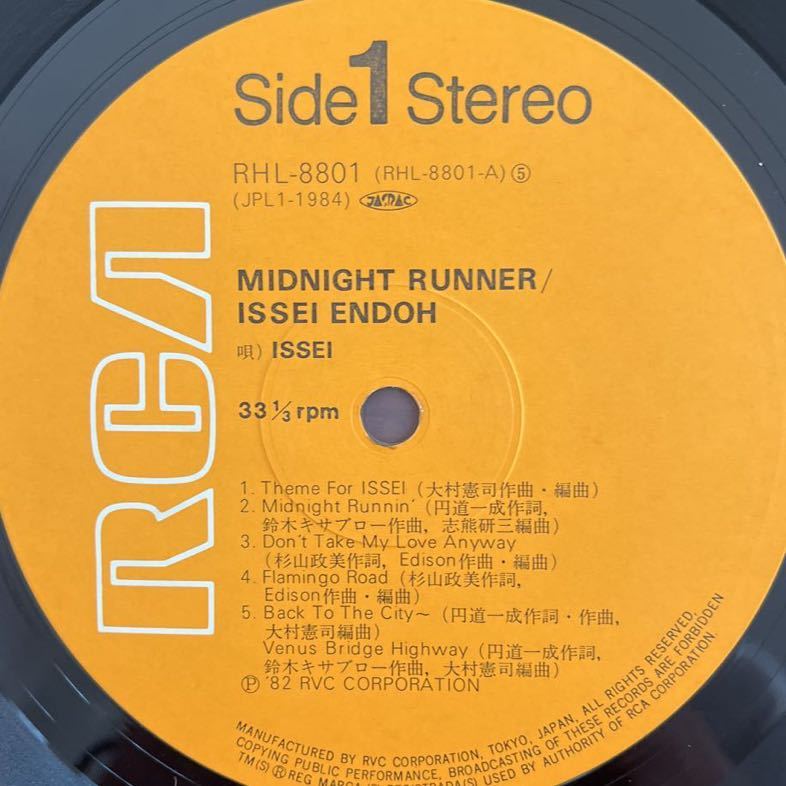 RCA
Side 1 Stereo
RHL-8801 (RHL-8801-A) ⑤
(JPL1-1984) JASRAC
MIDNIGHT RUNNER/
ISSEI ENDOH
唄) ISSEI
33 1/3 rpm
1. Theme For ISSEI (大村憲司作曲・編曲)
2. Midnight Runnin' (円道一成作詞,
鈴木キサブロー作曲, 志熊研三編曲)
3. Don't Take My Love Anyway
(杉山政美作詞, Edison作曲・編曲)
4. Flamingo Road (杉山政美作詞,
Edison作曲・編曲)
5. Back To The City〜 (円道一成作詞・作曲,
大村憲司編曲)
Venus Bridge Highway (円道一成作詞,
鈴木キサブロー作曲, 大村憲司編曲)
Ⓟ '82 RVC CORPORATION
MANUFACTURED BY RVC CORPORATION, TOKYO, JAPAN, ALL RIGHTS RESERVED,
COPYING PUBLIC PERFORMANCE, BROADCASTING OF THESE RECORDS ARE FORBIDDEN
TM(S) ® REG MARCA(S) REGISTRADA(S) USED BY AUTHORITY OF RCA CORPORATION.